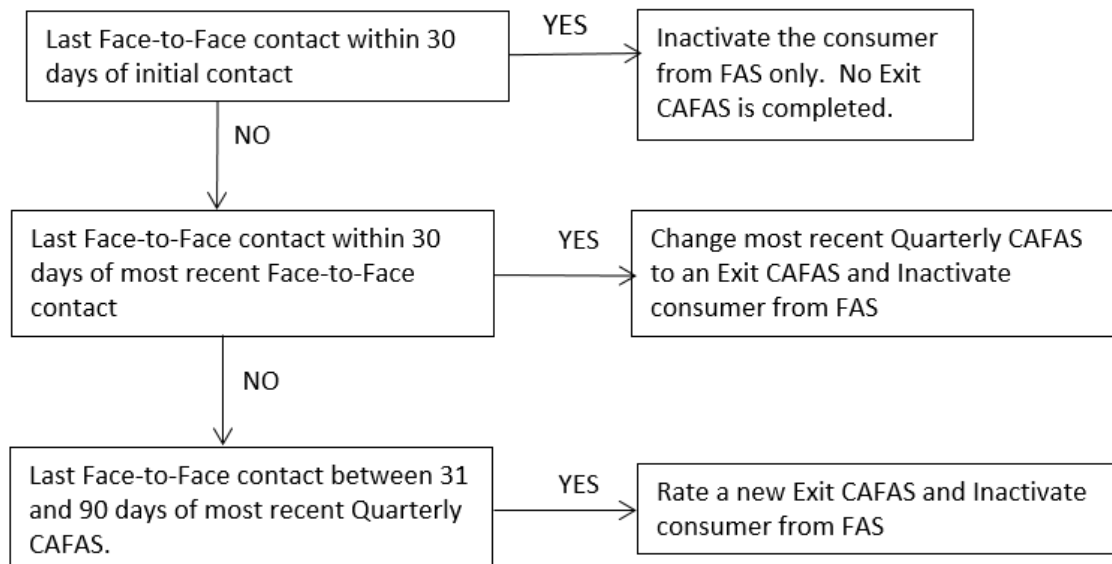 Last Face-to-Face contact within 30
days of initial contact
YES
Inactivate the consumer
from FAS only.  No Exit
CAFAS is completed.
NO
Last Face-to-Face contact within 30
days of most recent Face-to-Face
contact
YES
Change most recent Quarterly CAFAS
to an Exit CAFAS and Inactivate
consumer from FAS
NO
Last Face-to-Face contact between 31
and 90 days of most recent Quarterly
CAFAS.
YES
Rate a new Exit CAFAS and Inactivate
consumer from FAS